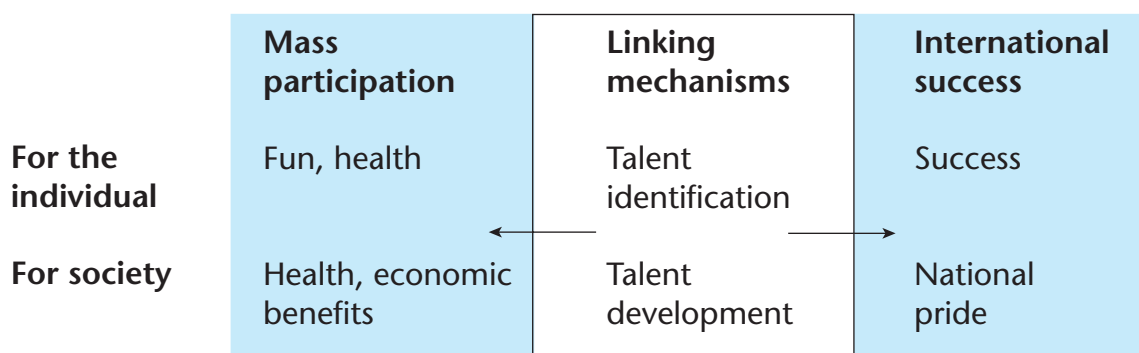 Mass
participation
Linking
mechanisms
International
success
For the
individual
Fun, health
Talent
identification
Success
For society
Health, economic
benefits
Talent
development
National
pride